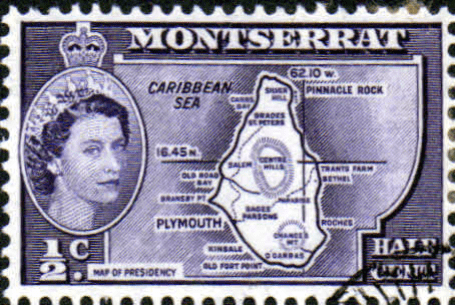 MONTSERRAT
62.10 W.
CARIBBEAN
SEA
SILVER
HILL
PINNACLE ROCK
CARRS
BAY
BRADES
ST. PETERS
16.45 N.
SALEM
CENTRE
HILLS
TRANTS FARM
BETHEL
OLD ROAD
BAY
BRANSBY PT.
PARADISE
PLYMOUTH
BAGES
PARSONS
ROCHES
CHANCES
MT
KINSALE
O'GARRAS
OLD FORT POINT
1/2 C.
MAP OF PRESIDENCY
HALF